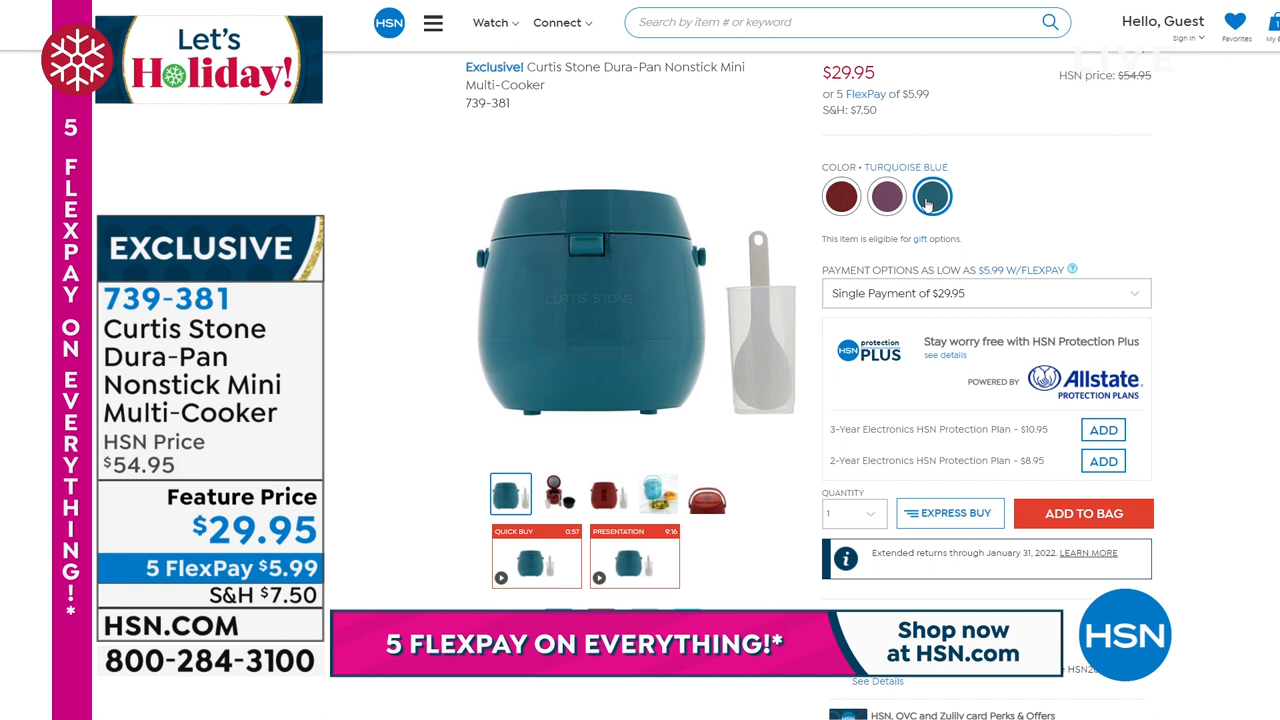 Let's
Holiday!
5 FLEXPAY ON EVERYTHING!*
EXCLUSIVE
739-381
Curtis Stone
Dura-Pan
Nonstick Mini
Multi-Cooker
HSN Price
$54.95
Feature Price
$29.95
5 FlexPay $5.99
S&H $7.50
HSN.COM
800-284-3100
HSN
Watch
Connect
Search by item # or keyword
Hello, Guest
Sign In
Favorites
1
My
LIVE
Exclusive! Curtis Stone Dura-Pan Nonstick Mini
Multi-Cooker
739-381
CURTIS STONE
QUICK BUY 0:57
PRESENTATION 9:16
$29.95
HSN price: $54.95
or 5 FlexPay of $5.99
S&H: $7.50
COLOR • TURQUOISE BLUE
This item is eligible for gift options.
PAYMENT OPTIONS AS LOW AS $5.99 W/FLEXPAY ?
Single Payment of $29.95
HSN protection PLUS
Stay worry free with HSN Protection Plus
see details
POWERED BY Allstate.
PROTECTION PLANS
3-Year Electronics HSN Protection Plan - $10.95 ADD
2-Year Electronics HSN Protection Plan - $8.95 ADD
QUANTITY
1
EXPRESS BUY
ADD TO BAG
i
Extended returns through January 31, 2022. LEARN MORE
5 FLEXPAY ON EVERYTHING!*
Shop now
at HSN.com
HSN
See Details
HSN, QVC and Zulily card Perks & Offers